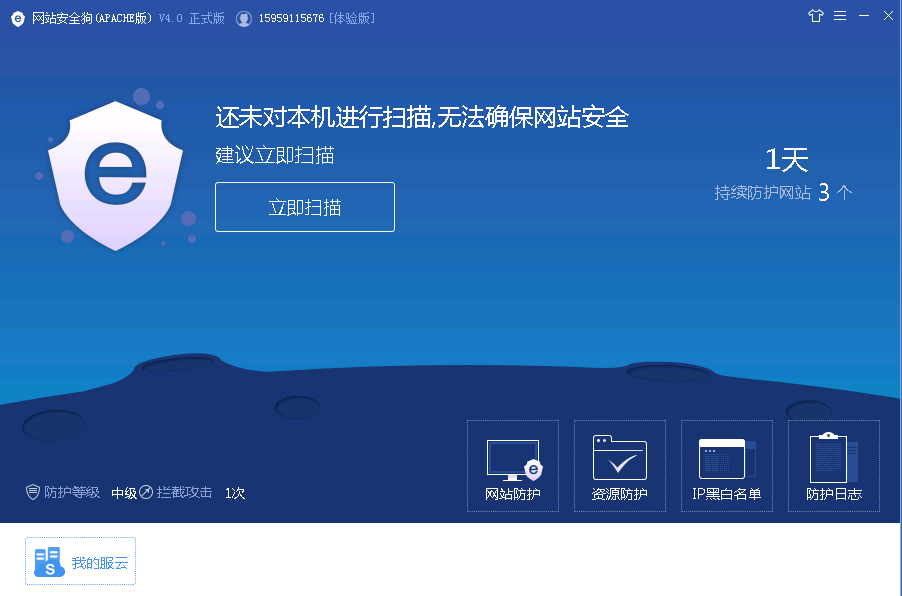 网站安全狗(APACHE版) V4.0 正式版 15959115676 [体验版]
还未对本机进行扫描,无法确保网站安全
建议立即扫描
立即扫描
1天
持续防护网站 3 个
防护等级 中级 拦截攻击 1次
网站防护
资源防护
IP黑白名单
防护日志
我的服云